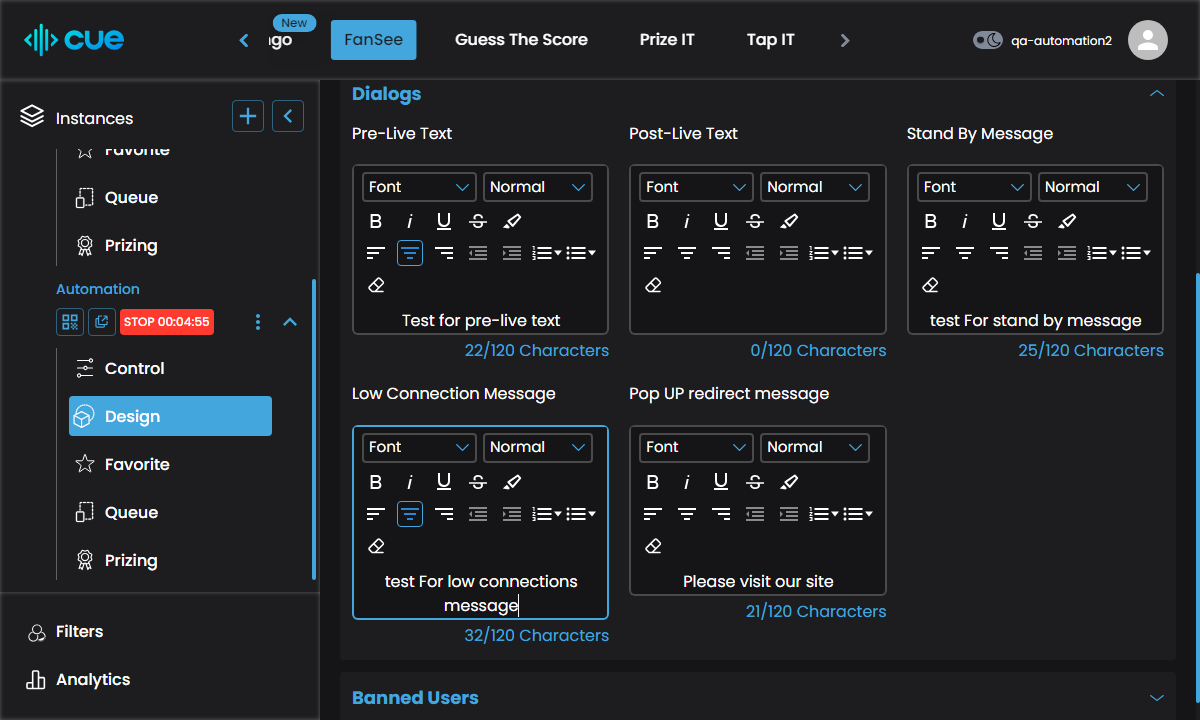 cue
New
ngo
FanSee
Guess The Score
Prize IT
Tap IT
qa-automation2
Instances
Favorite
Queue
Prizing
Automation
STOP 00:04:55
Control
Design
Favorite
Queue
Prizing
Filters
Analytics
Dialogs
Pre-Live Text
Post-Live Text
Stand By Message
Font Normal
Font Normal
Font Normal
B i U S
B i U S
B i U S
Test for pre-live text
test For stand by message
22/120 Characters
0/120 Characters
25/120 Characters
Low Connection Message
Pop UP redirect message
Font Normal
Font Normal
B i U S
B i U S
test For low connections
message
Please visit our site
32/120 Characters
21/120 Characters
Banned Users